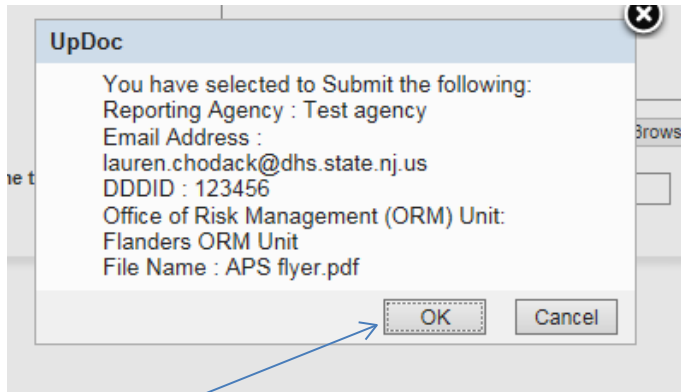 UpDoc
You have selected to Submit the following:
Reporting Agency : Test agency
Email Address :
lauren.chodack@dhs.state.nj.us
DDDID : 123456
Office of Risk Management (ORM) Unit:
Flanders ORM Unit
File Name : APS flyer.pdf
OK Cancel